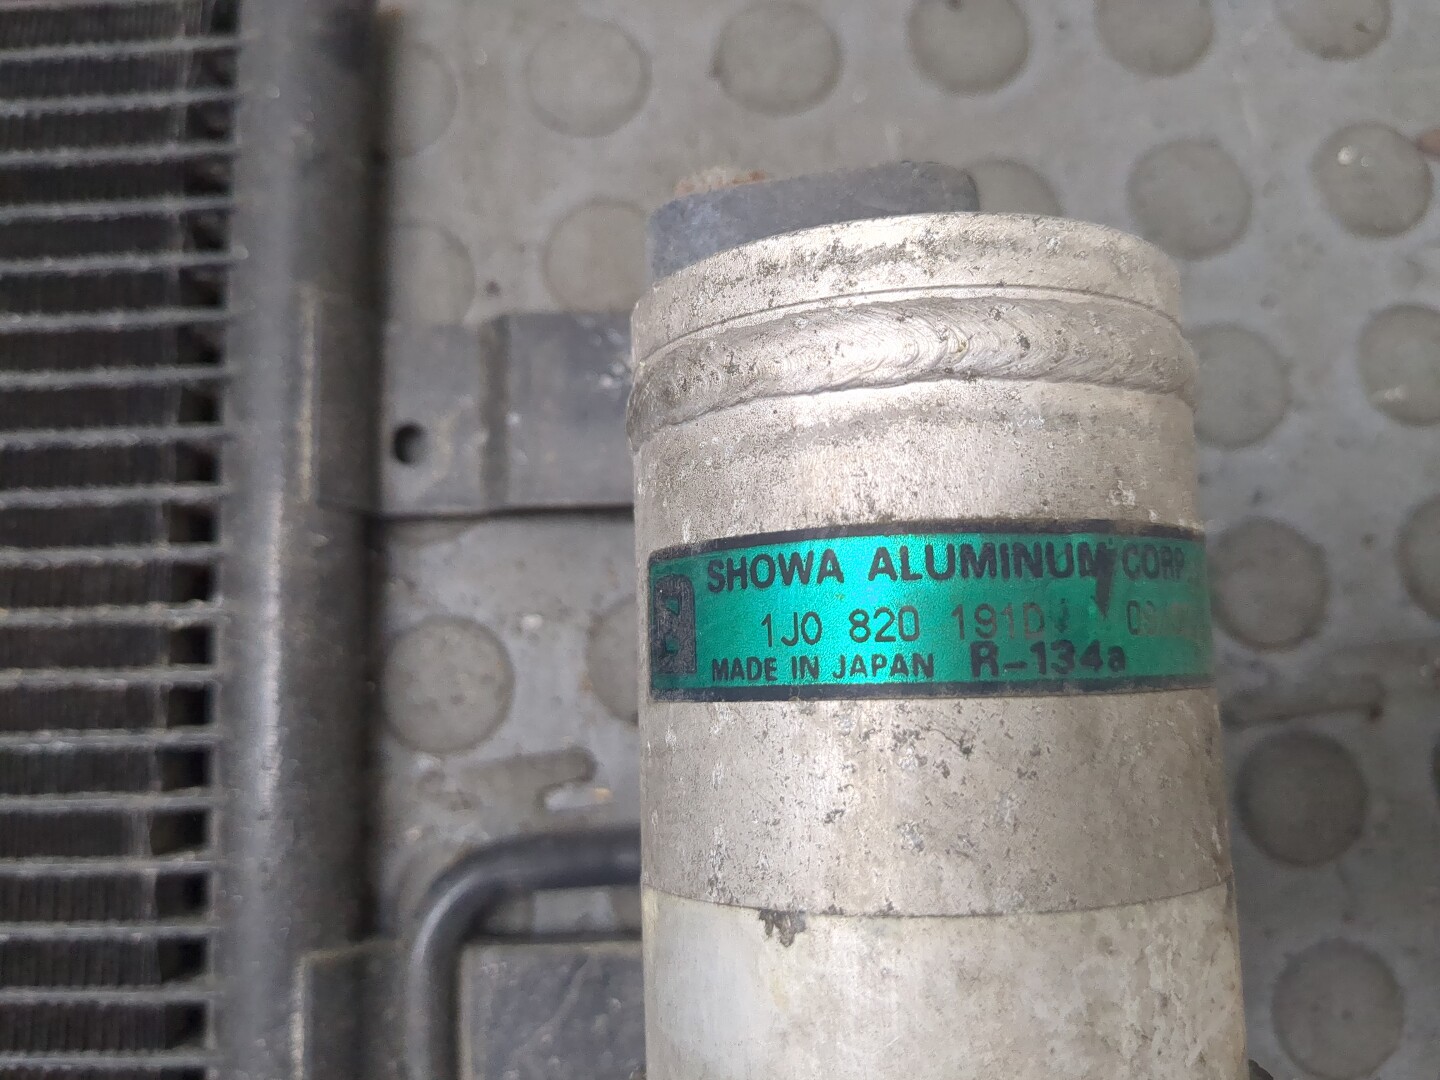 SHOWA ALUMINUM CORP
1J0 820 191D
MADE IN JAPAN R-134a